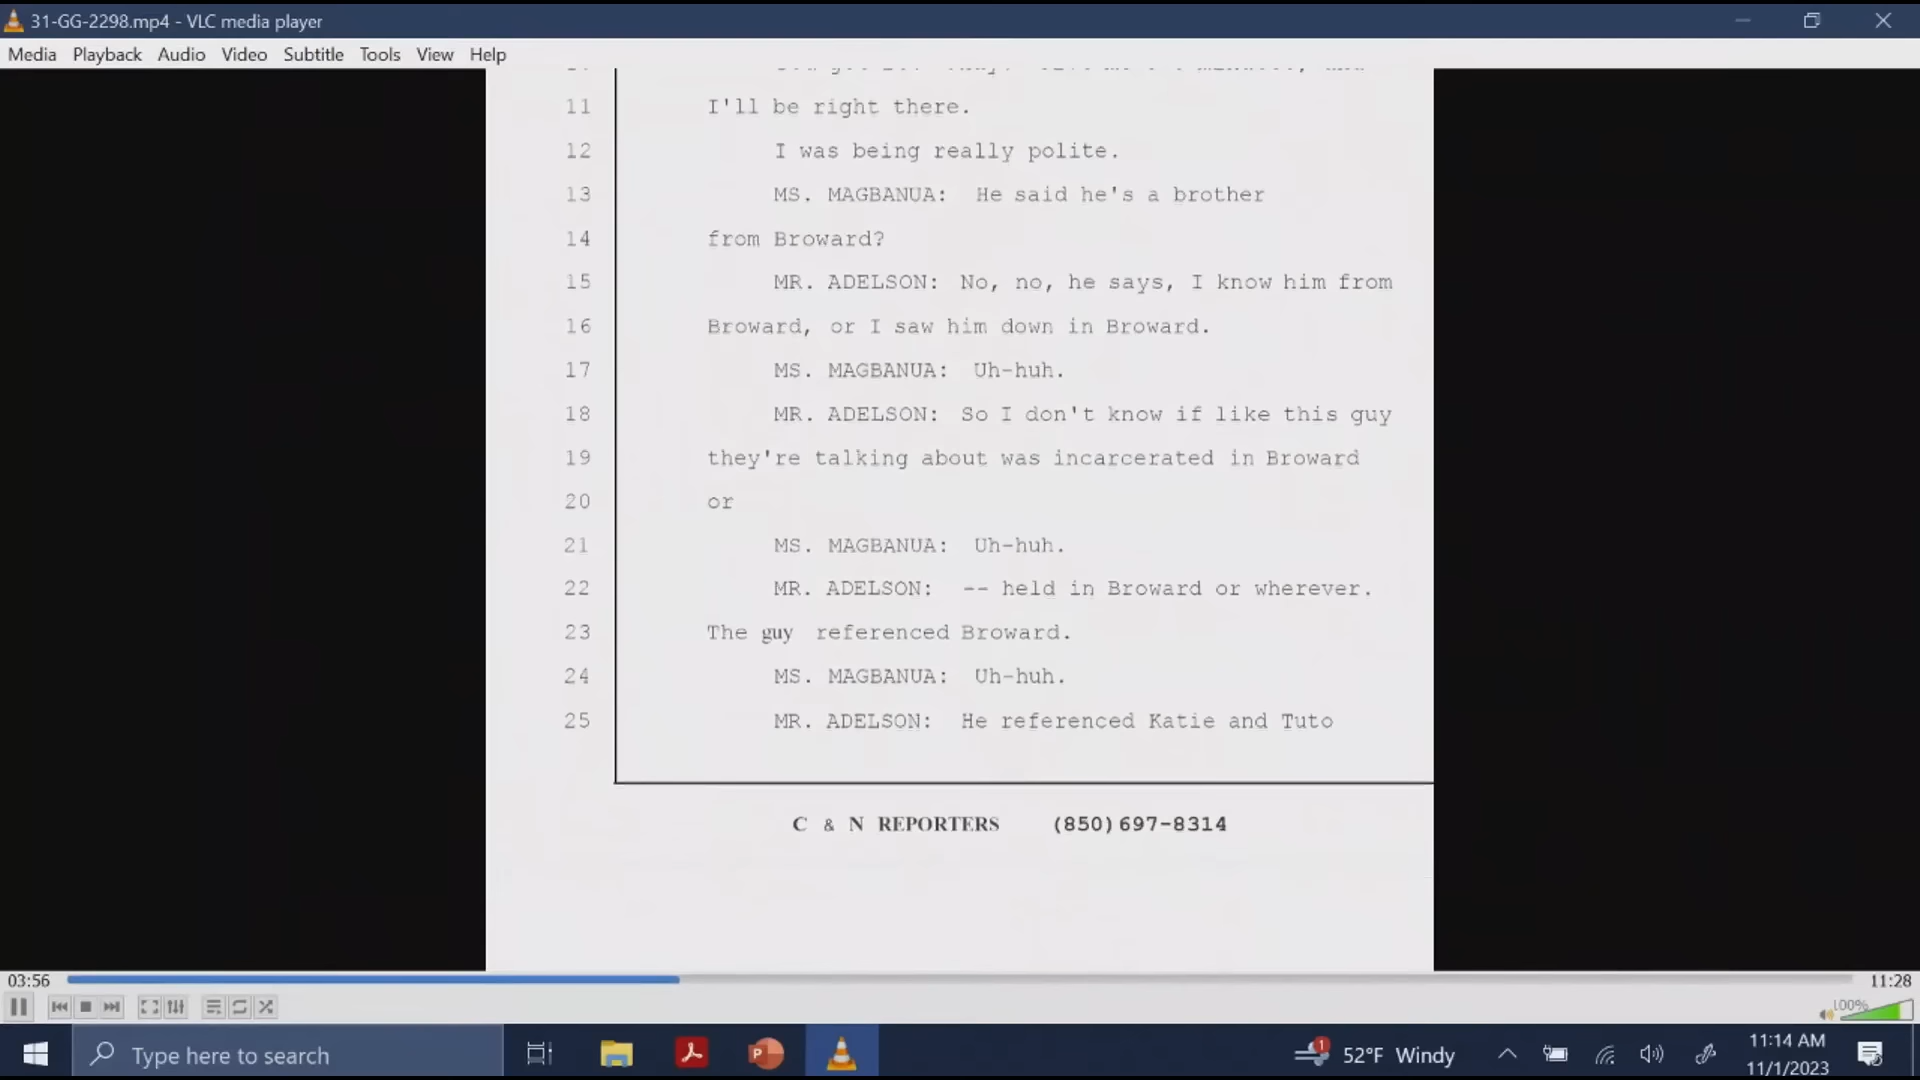 31-GG-2298.mp4 - VLC media player
Media Playback Audio Video Subtitle Tools View Help
11 I'll be right there.
12 I was being really polite.
13 MS. MAGBANUA: He said he's a brother
14 from Broward?
15 MR. ADELSON: No, no, he says, I know him from
16 Broward, or I saw him down in Broward.
17 MS. MAGBANUA: Uh-huh.
18 MR. ADELSON: So I don't know if like this guy
19 they're talking about was incarcerated in Broward
20 or
21 MS. MAGBANUA: Uh-huh.
22 MR. ADELSON: -- held in Broward or wherever.
23 The guy referenced Broward.
24 MS. MAGBANUA: Uh-huh.
25 MR. ADELSON: He referenced Katie and Tuto
C & N REPORTERS (850)697-8314
03:56 11:28
100%
Type here to search
1 52°F Windy
11:14 AM
11/1/2023